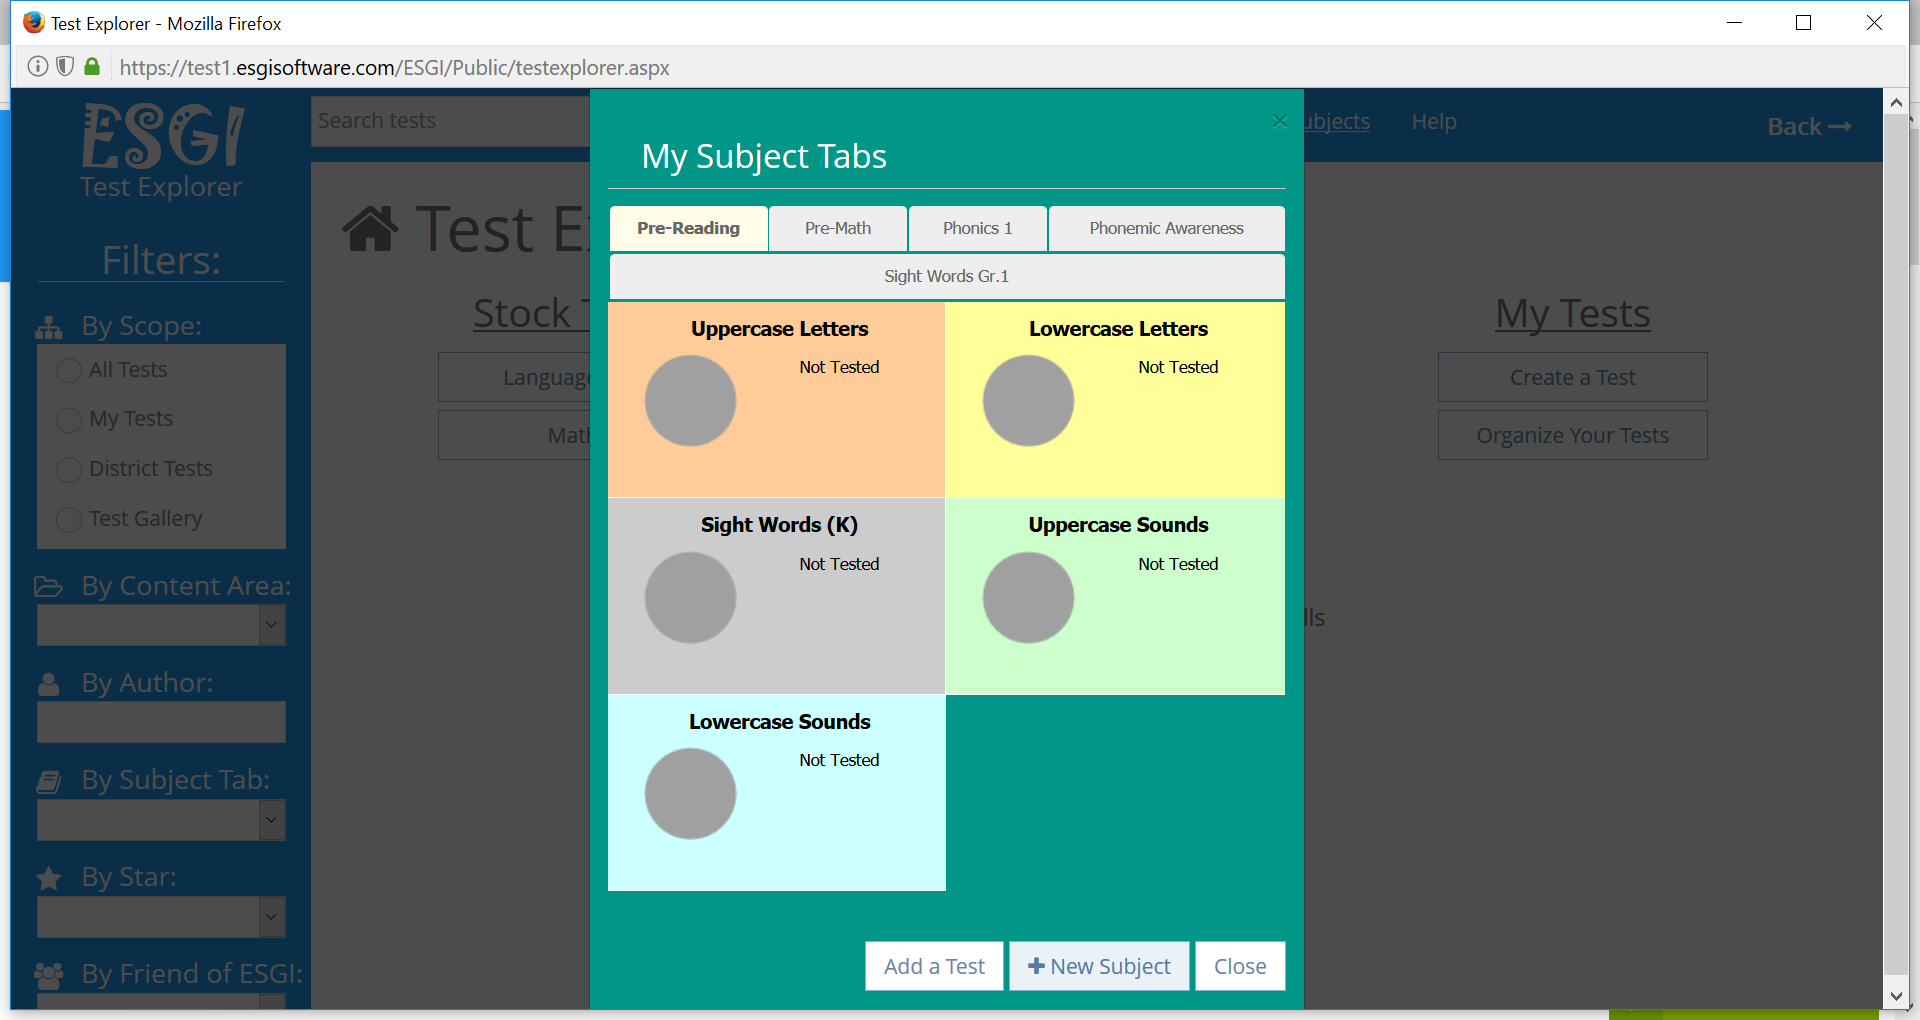 Test Explorer - Mozilla Firefox
https://test1.esgisoftware.com/ESGI/Public/testexplorer.aspx
ESGI
Test Explorer
Search tests
ubjects
Help
Back
Filters:
By Scope:
All Tests
My Tests
District Tests
Test Gallery
By Content Area:
By Author:
By Subject Tab:
By Star:
By Friend of ESGI:
Test E
Stock T
Language
Math
My Subject Tabs
Pre-Reading
Pre-Math
Phonics 1
Phonemic Awareness
Sight Words Gr.1
Uppercase Letters
Not Tested
Lowercase Letters
Not Tested
Sight Words (K)
Not Tested
Uppercase Sounds
Not Tested
Lowercase Sounds
Not Tested
Add a Test
New Subject
Close
My Tests
Create a Test
Organize Your Tests
lls